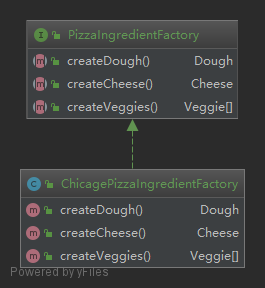 PizzaIngredientFactory
createDough() Dough
createCheese() Cheese
createVeggies() Veggie[]
ChicagePizzaIngredientFactory
createDough() Dough
createCheese() Cheese
createVeggies() Veggie[]
Powered by yFiles